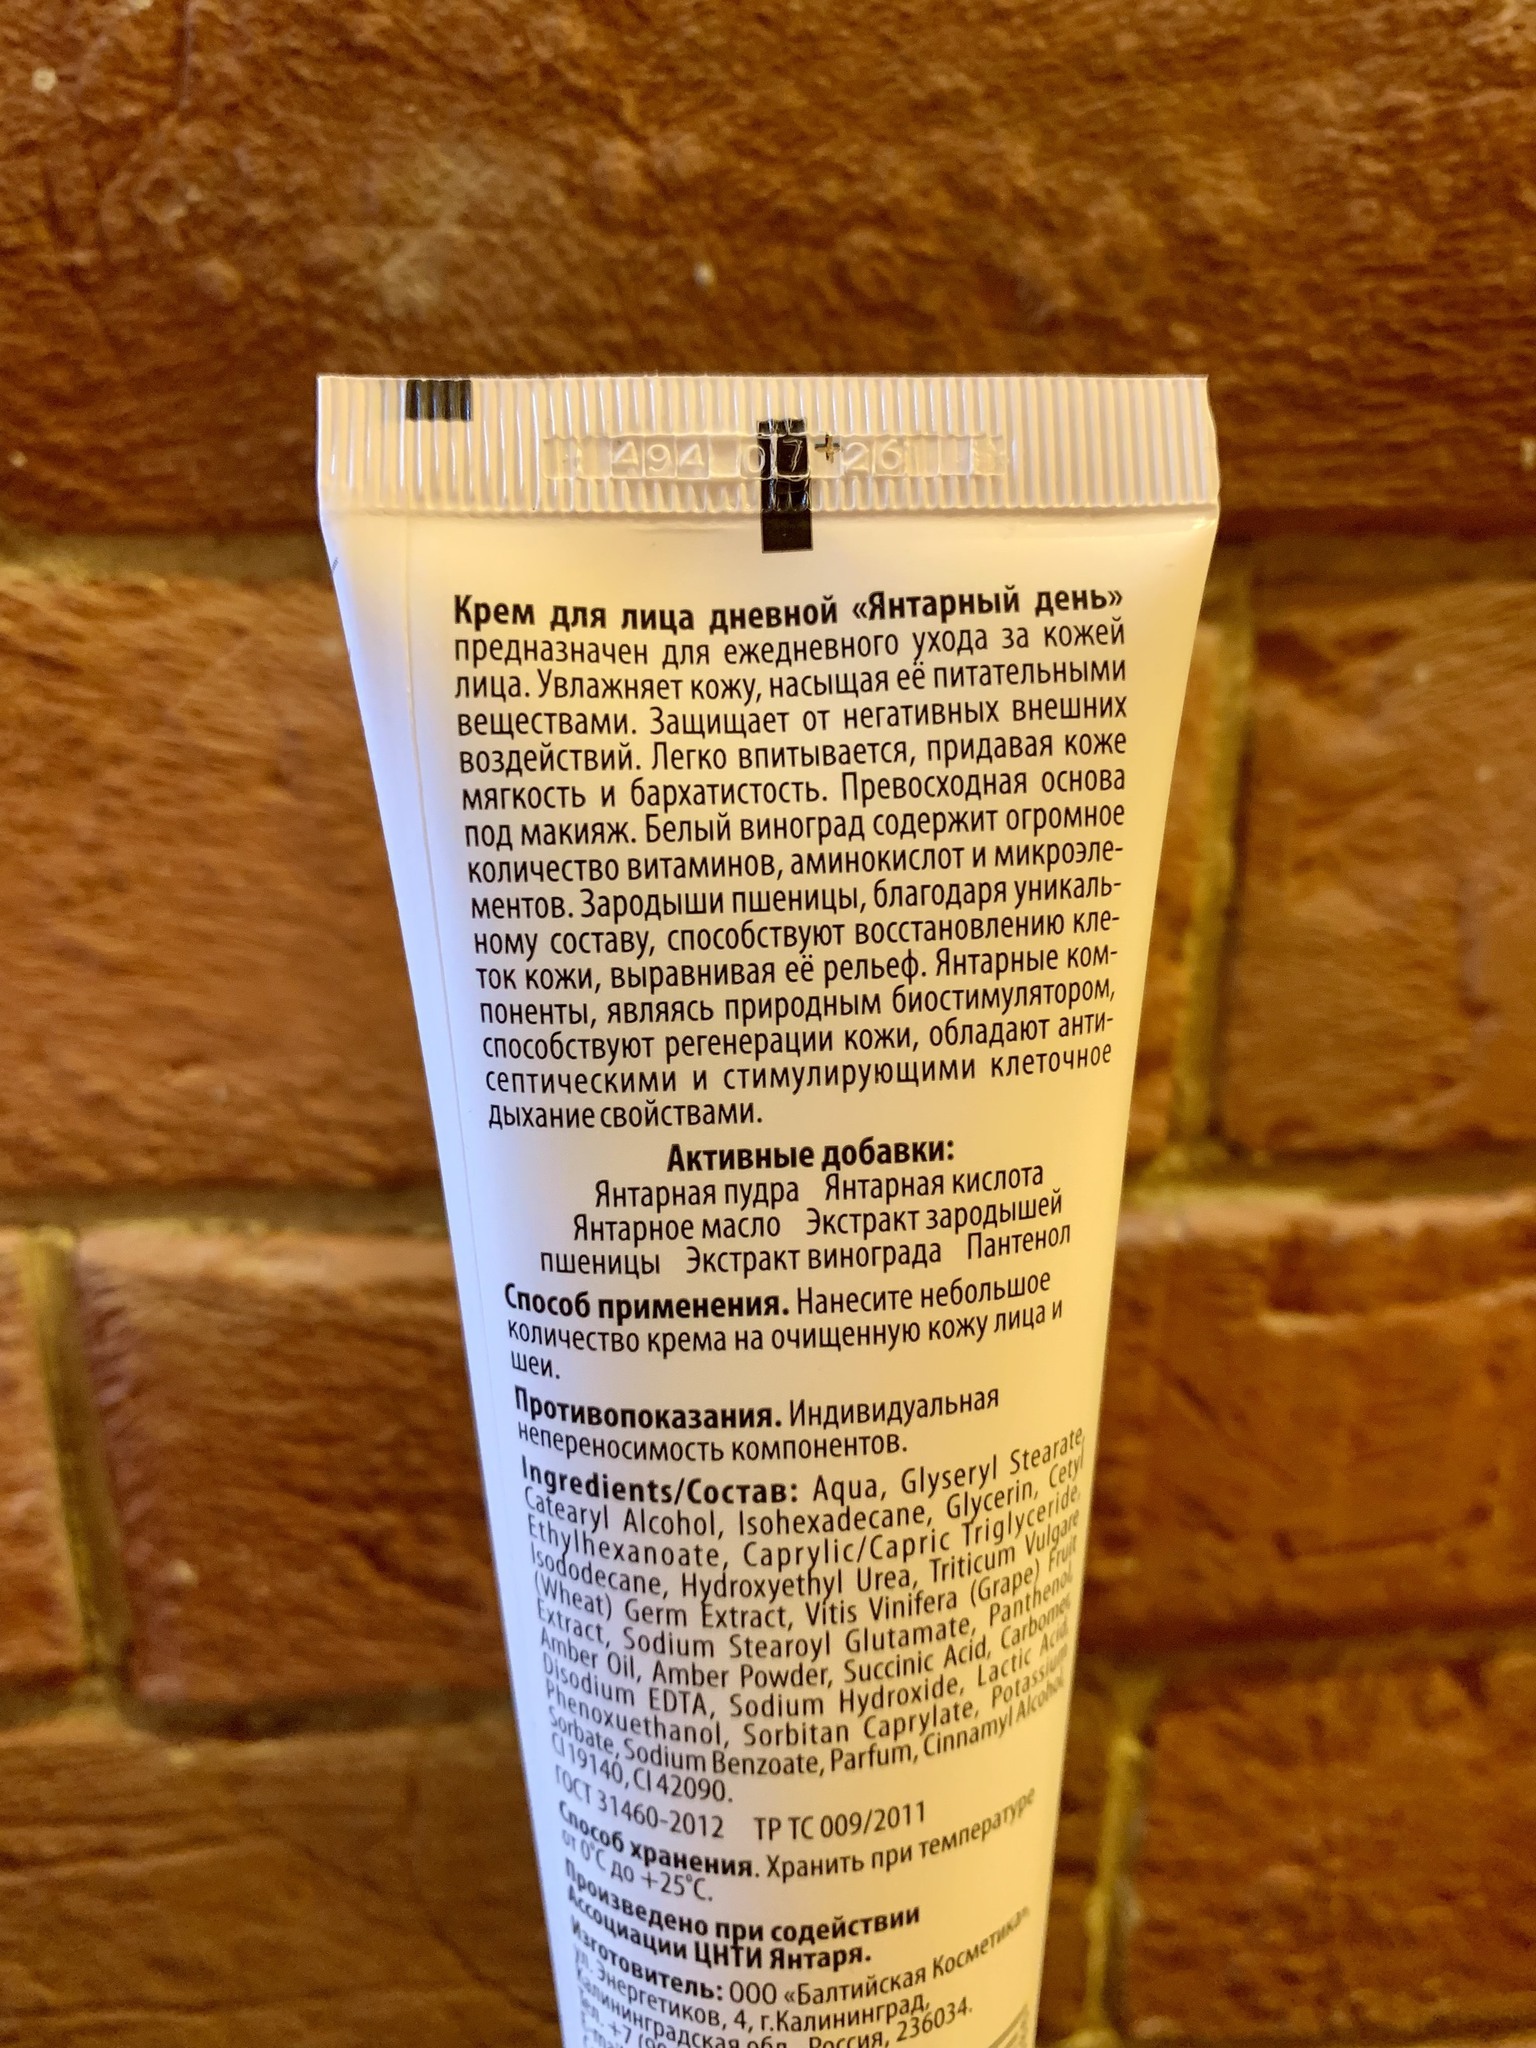 494 07 26
Крем для лица дневной «Янтарный день»
предназначен для ежедневного ухода за кожей
лица. Увлажняет кожу, насыщая её питательными
веществами. Защищает от негативных внешних
воздействий. Легко впитывается, придавая коже
мягкость и бархатистость. Превосходная основа
под макияж. Белый виноград содержит огромное
количество витаминов, аминокислот и микроэле-
ментов. Зародыши пшеницы, благодаря уникаль-
ному составу, способствуют восстановлению кле-
ток кожи, выравнивая её рельеф. Янтарные ком-
поненты, являясь природным биостимулятором,
способствуют регенерации кожи, обладают анти-
септическими и стимулирующими клеточное
дыхание свойствами.
Активные добавки:
Янтарная пудра Янтарная кислота
Янтарное масло Экстракт зародышей
пшеницы Экстракт винограда Пантенол
Способ применения. Нанесите небольшое
количество крема на очищенную кожу лица и
шеи.
Противопоказания. Индивидуальная
непереносимость компонентов.
Ingredients/Состав: Aqua, Glyseryl Stearate,
Catearyl Alcohol, Isohexadecane, Glycerin, Cetyl
Ethylhexanoate, Caprylic/Capric Triglyceride,
Isododecane, Hydroxyethyl Urea, Triticum Vulgare
(Wheat) Germ Extract, Vitis Vinifera (Grape) Fruit
Extract, Sodium Stearoyl Glutamate, Panthenol,
Amber Oil, Amber Powder, Succinic Acid, Carbomer,
Disodium EDTA, Sodium Hydroxide, Lactic Acid,
Phenoxuethanol, Sorbitan Caprylate, Potassium
Sorbate, Sodium Benzoate, Parfum, Cinnamyl Alcohol,
CI 19140, CI 42090.
ГОСТ 31460-2012 ТР ТС 009/2011
Способ хранения. Хранить при температуре
от 0°C до +25°C.
Произведено при содействии
Ассоциации ЦНТИ Янтаря.
Изготовитель: ООО «Балтийская Косметика»,
ул. Энергетиков, 4, г.Калининград,
Калининградская обл., Россия, 236034.
Тел. +7